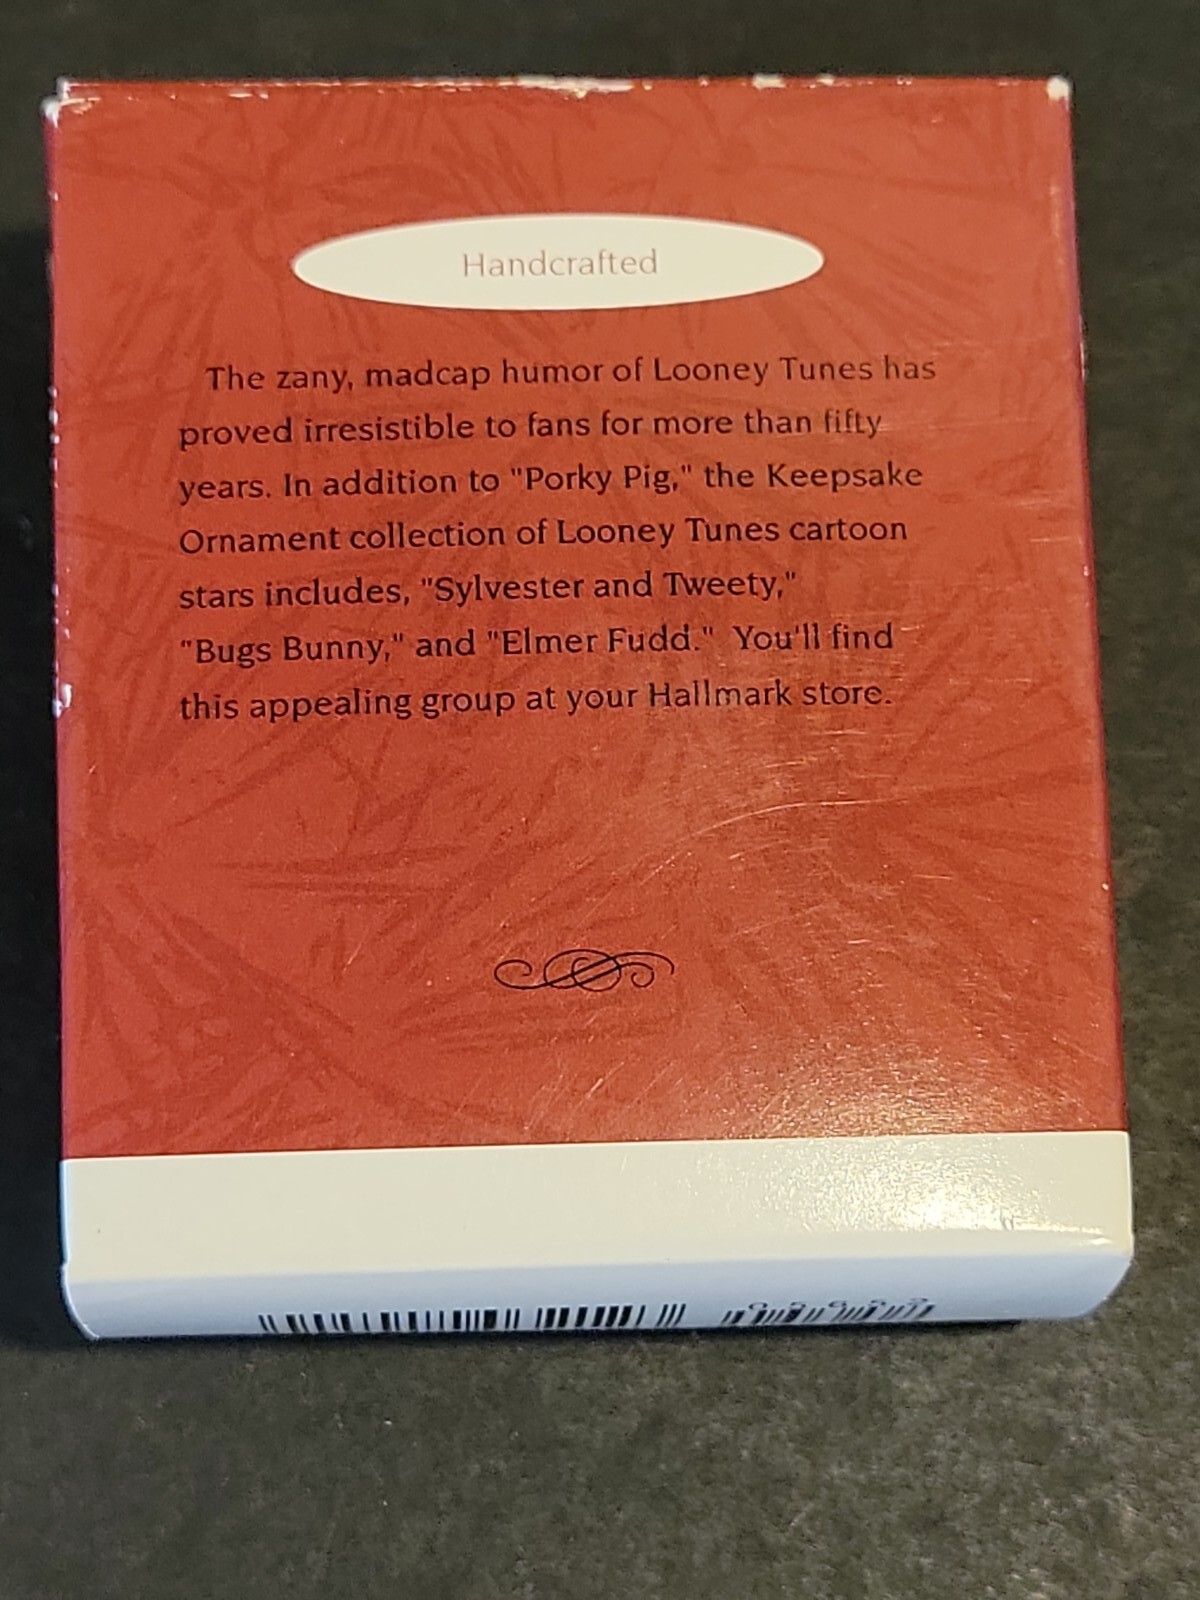 Handcrafted
The zany, madcap humor of Looney Tunes has
proved irresistible to fans for more than fifty
years. In addition to "Porky Pig," the Keepsake
Ornament collection of Looney Tunes cartoon
stars includes, "Sylvester and Tweety,"
"Bugs Bunny," and "Elmer Fudd."  You'll find
this appealing group at your Hallmark store.